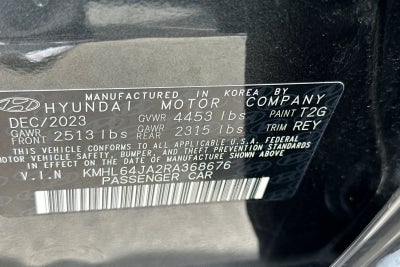 MANUFACTURED IN KOREA BY
HYUNDAI MOTOR COMPANY
DEC/2023 GVWR 4453 lbs PAINT T2G
GAWR FRONT 2513 lbs GAWR REAR 2315 lbs TRIM REY
THIS VEHICLE CONFORMS TO ALL APPLICABLE FEDERAL
MOTOR VEHICLE SAFETY, BUMPER, AND THEFT PREVENTION STANDARDS
IN EFFECT ON THE DATE OF MANUFACTURE SHOWN ABOVE.
V.I.N KMHL64JA2RA368676
PASSENGER CAR